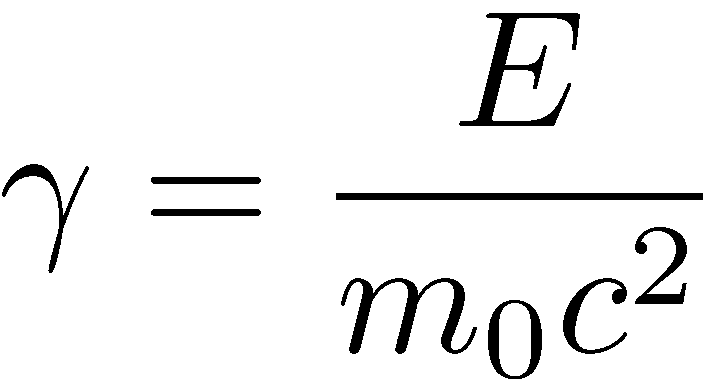 γ = E / m₀c²